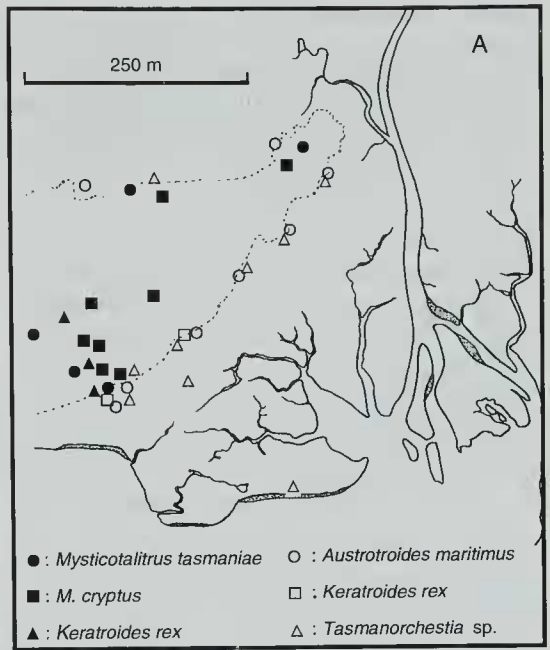 A
250 m
● : Mysticotalitrus tasmaniae
○ : Austrotroides maritimus
■ : M. cryptus
□ : Keratroides rex
▲ : Keratroides rex
△ : Tasmanorchestia sp.